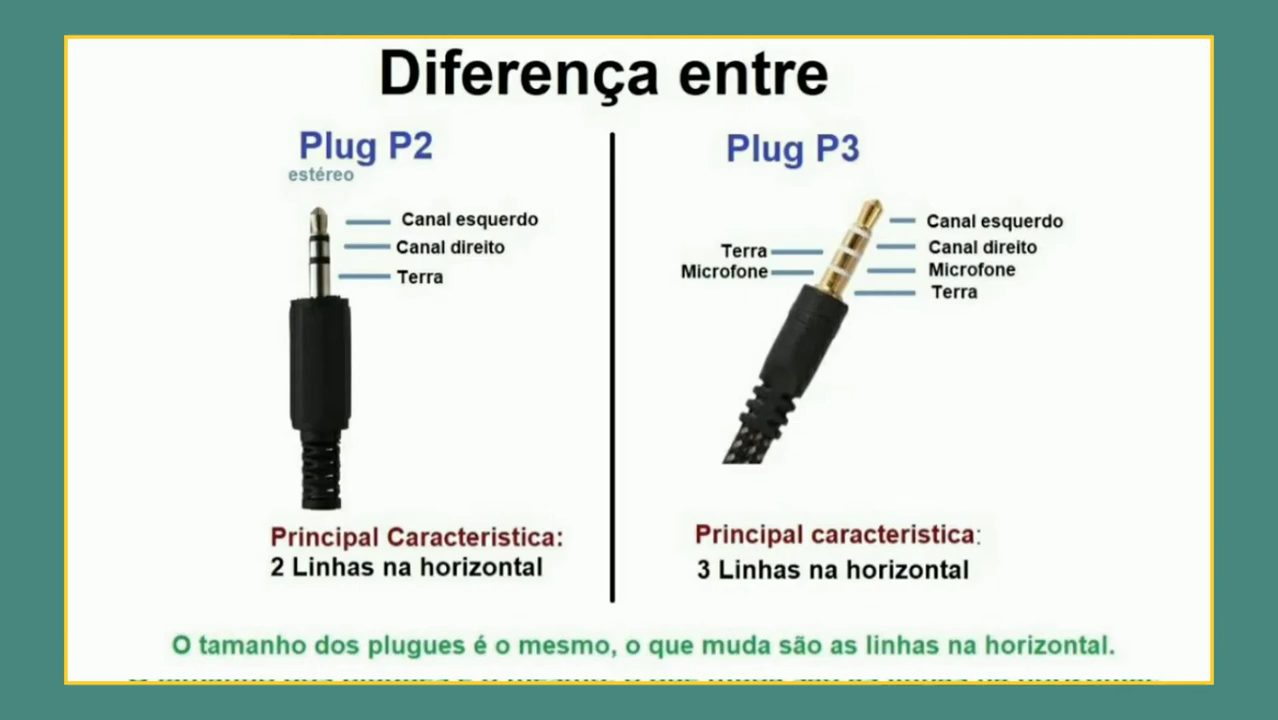 Diferença entre
Plug P2
estéreo
Canal esquerdo
Canal direito
Terra
Principal Caracteristica:
2 Linhas na horizontal
Plug P3
Terra
Microfone
Canal esquerdo
Canal direito
Microfone
Terra
Principal caracteristica:
3 Linhas na horizontal
O tamanho dos plugues é o mesmo, o que muda são as linhas na horizontal.